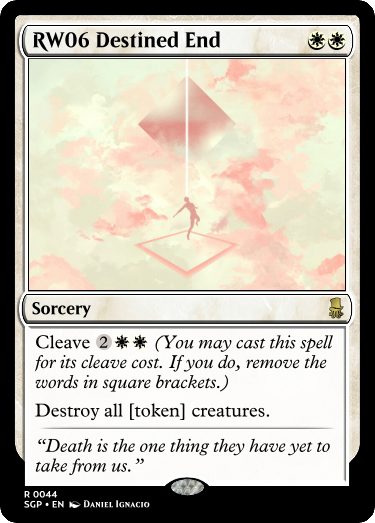 RW06 Destined End
Sorcery
Cleave 2 (You may cast this spell
for its cleave cost. If you do, remove the
words in square brackets.)
Destroy all [token] creatures.
“Death is the one thing they have yet to
take from us.”
R 0044
SGP • EN Daniel Ignacio